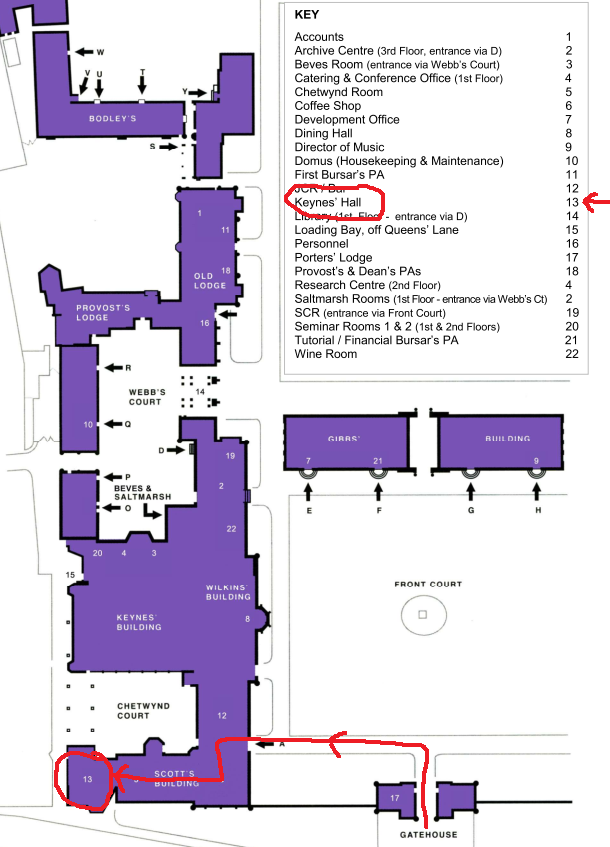 KEY
Accounts 1
Archive Centre (3rd Floor, entrance via D) 2
Beves Room (entrance via Webb's Court) 3
Catering & Conference Office (1st Floor) 4
Chetwynd Room 5
Coffee Shop 6
Development Office 7
Dining Hall 8
Director of Music 9
Domus (Housekeeping & Maintenance) 10
First Bursar's PA 11
JCR / Bar 12
Keynes' Hall 13
Library (1st Floor - entrance via D) 14
Loading Bay, off Queens' Lane 15
Personnel 16
Porters' Lodge 17
Provost's & Dean's PAs 18
Research Centre (2nd Floor) 4
Saltmarsh Rooms (1st Floor - entrance via Webb's Ct) 2
SCR (entrance via Front Court) 19
Seminar Rooms 1 & 2 (1st & 2nd Floors) 20
Tutorial / Financial Bursar's PA 21
Wine Room 22
W
V
U
T
Y
BODLEY'S
S
1
11
18
OLD
LODGE
PROVOST'S
LODGE
16
R
WEBB'S
COURT
14
10
Q
D
19
P
BEVES &
SALTMARSH
2
O
22
20
4
3
15
WILKINS'
BUILDING
KEYNES'
BUILDING
8
GIBBS'
BUILDING
7
21
9
E
F
G
H
FRONT COURT
CHETWYND
COURT
12
A
13
SCOTT'S
BUILDING
17
GATEHOUSE